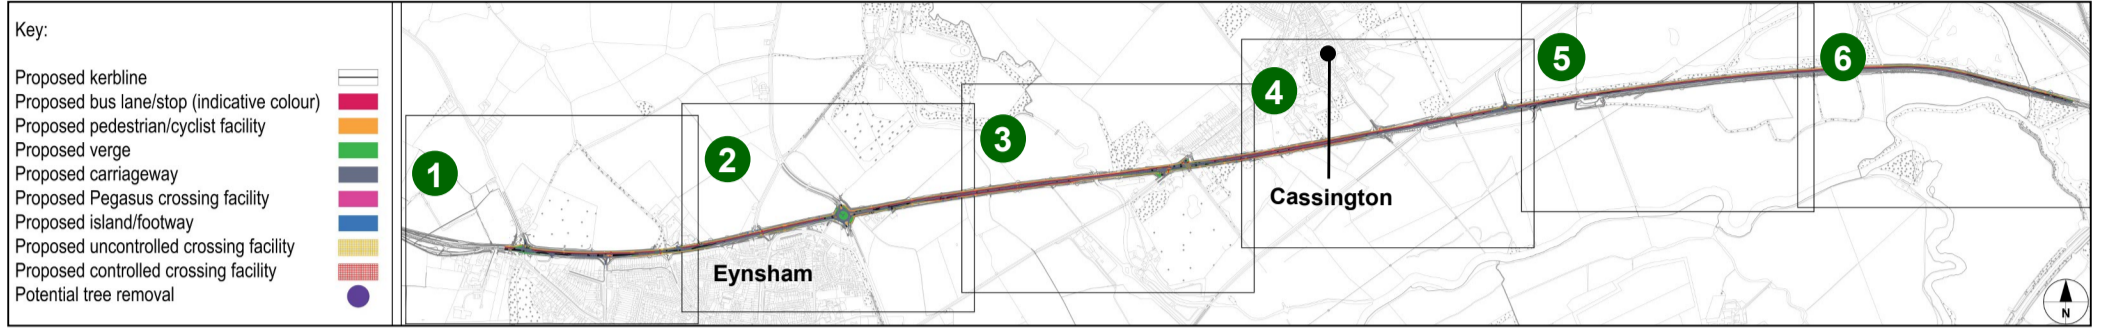 Key:
Proposed kerbline
Proposed bus lane/stop (indicative colour)
Proposed pedestrian/cyclist facility
Proposed verge
Proposed carriageway
Proposed Pegasus crossing facility
Proposed island/footway
Proposed uncontrolled crossing facility
Proposed controlled crossing facility
Potential tree removal
1
2
3
4
5
6
Eynsham
Cassington
N